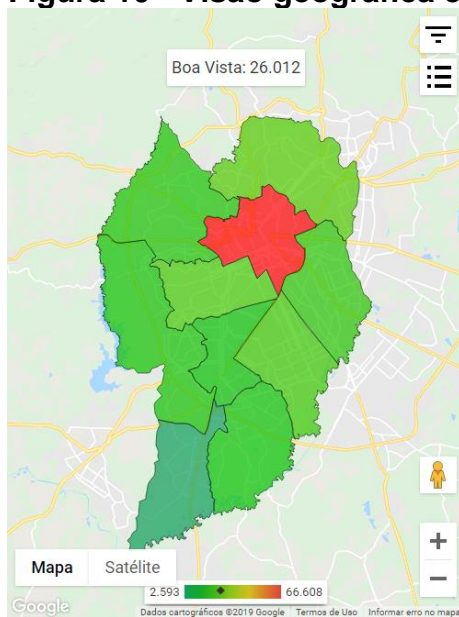 Boa Vista: 26.012
Mapa Satélite
2.593 66.608
Google
Dados cartográficos ©2019 Google Termos de Uso Informar erro no mapa